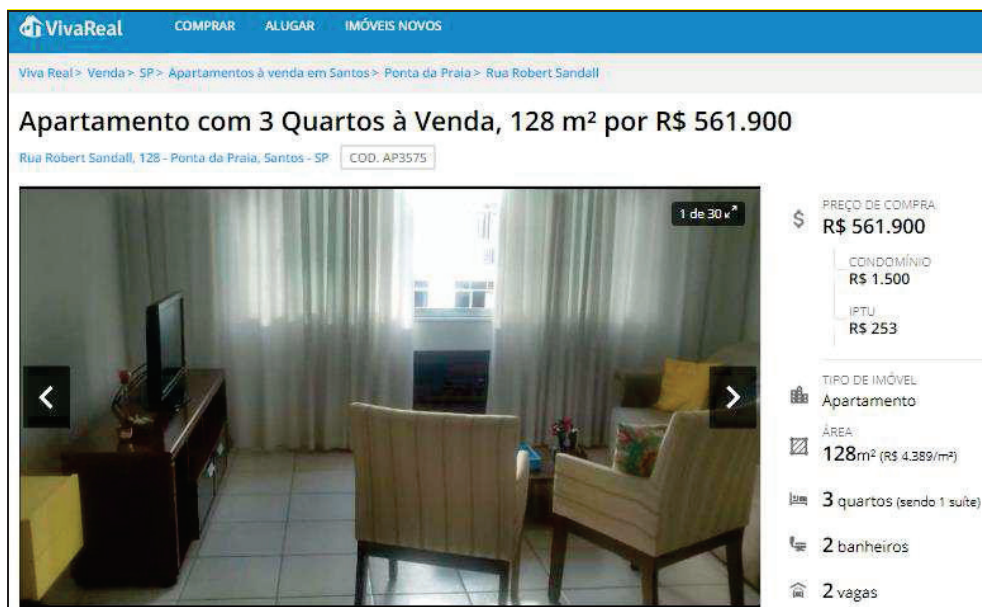 VivaReal COMPRAR ALUGAR IMÓVEIS NOVOS
Viva Real> Venda> SP> Apartamentos à venda em Santos> Ponta da Praia> Rua Robert Sandall
Apartamento com 3 Quartos à Venda, 128 m² por R$ 561.900
Rua Robert Sandall, 128 - Ponta da Praia, Santos - SP COD. AP3575
1 de 30
PREÇO DE COMPRA
R$ 561.900
CONDOMÍNIO
R$ 1.500
IPTU
R$ 253
TIPO DE IMÓVEL
Apartamento
ÁREA
128m² (R$ 4.389/m²)
3 quartos (sendo 1 suíte)
2 banheiros
2 vagas